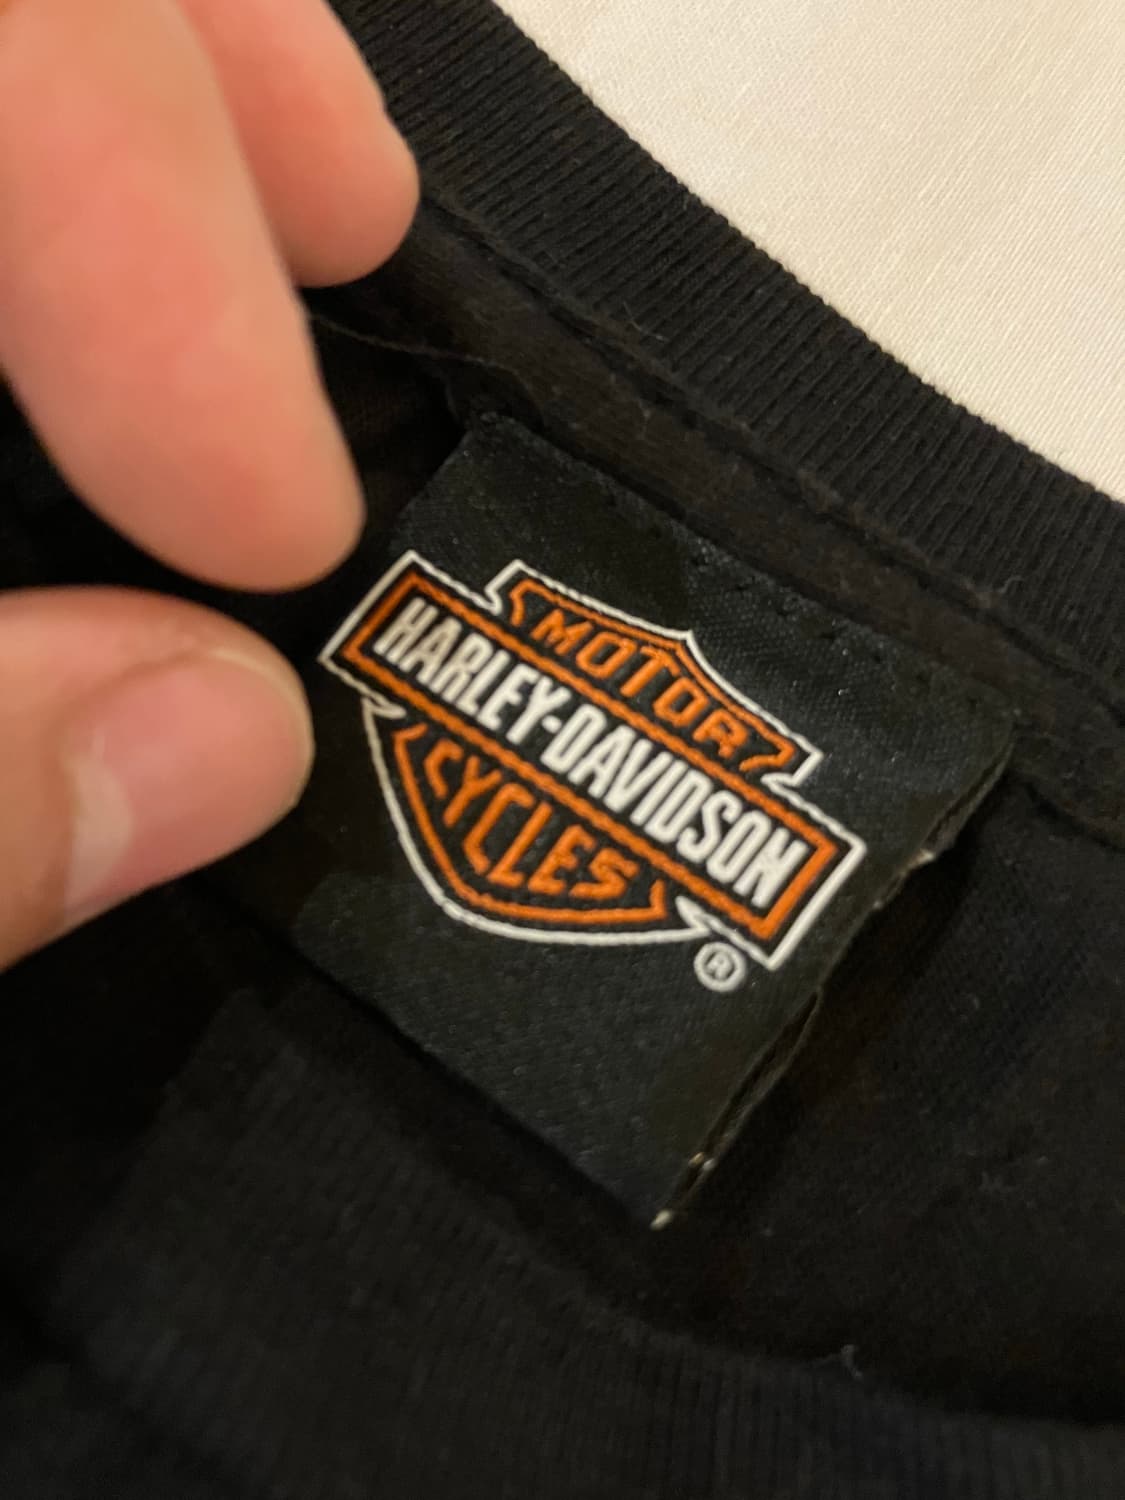 MOTOR
HARLEY-DAVIDSON
CYCLES
®